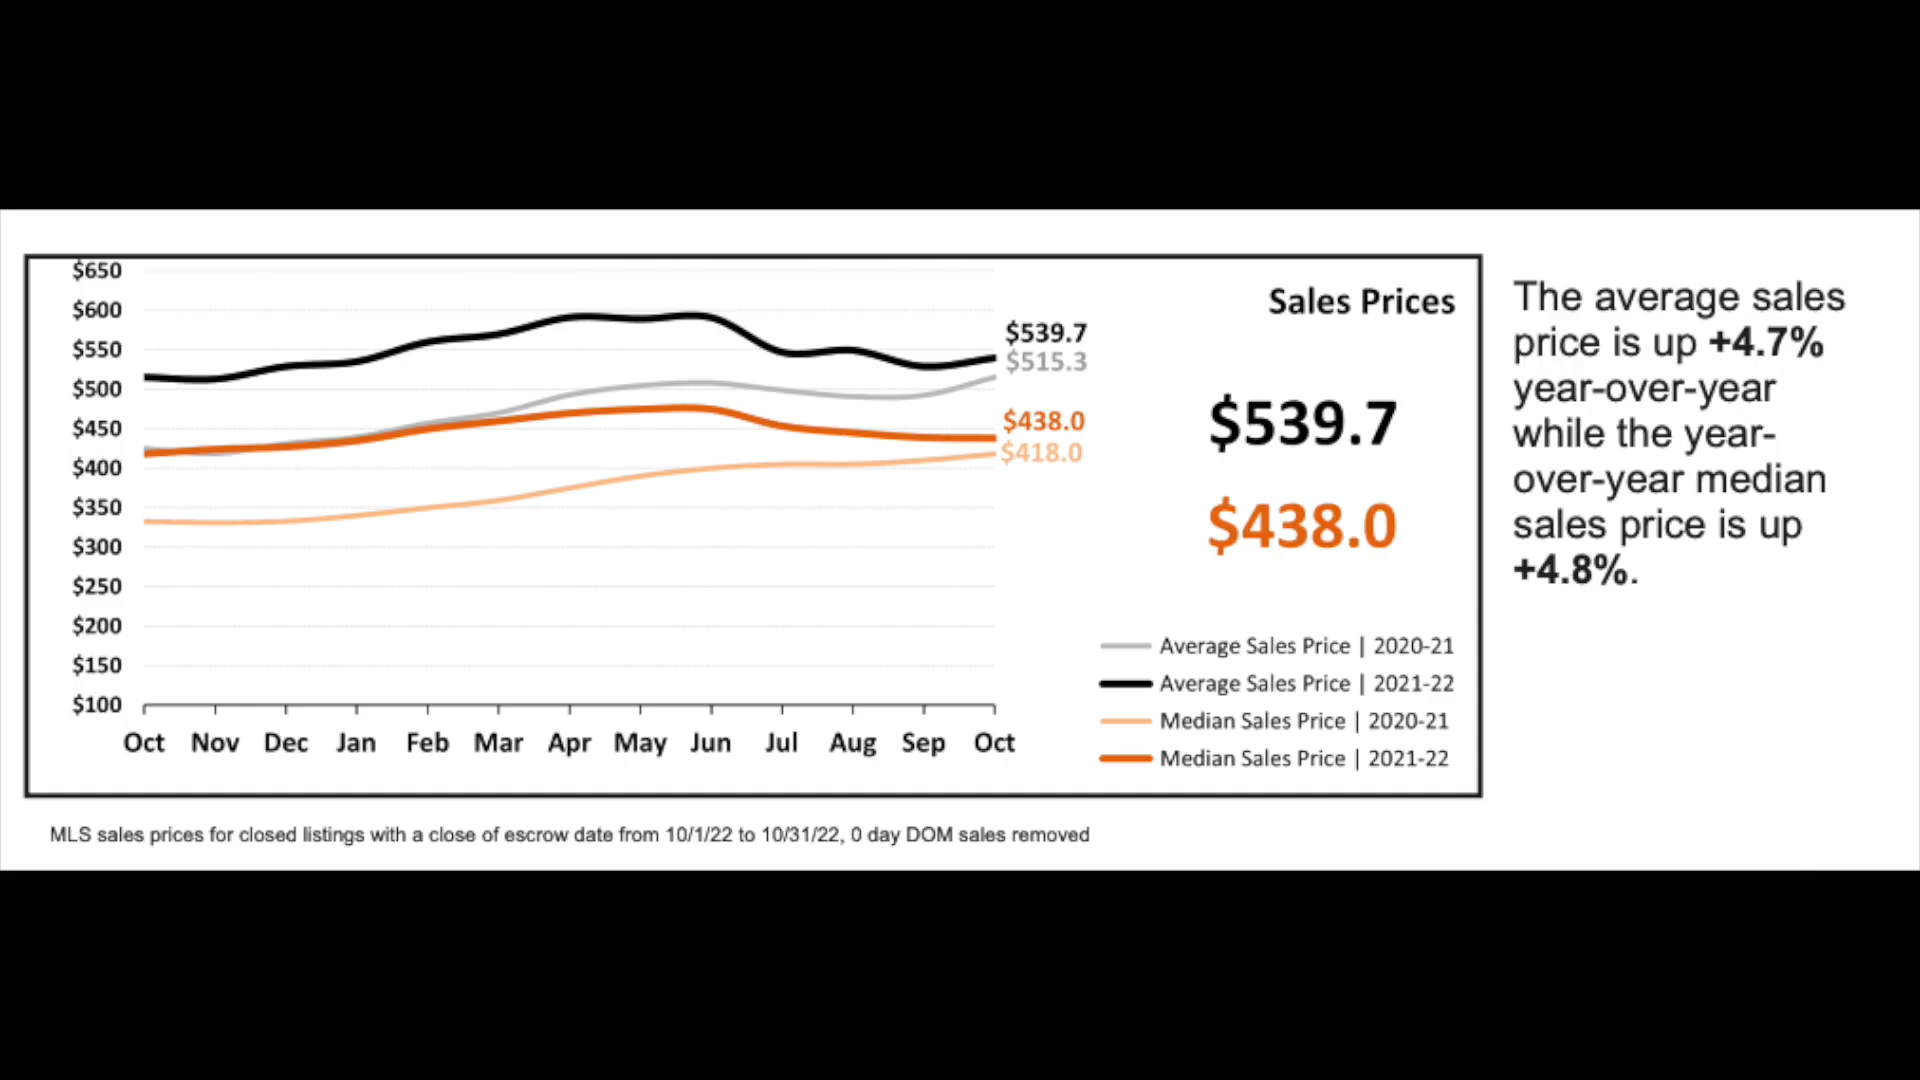 $650
$600
$550
$500
$450
$400
$350
$300
$250
$200
$150
$100
Oct Nov Dec Jan Feb Mar Apr May Jun Jul Aug Sep Oct
$539.7
$515.3
$438.0
$418.0
Sales Prices
$539.7
$438.0
Average Sales Price | 2020-21
Average Sales Price | 2021-22
Median Sales Price | 2020-21
Median Sales Price | 2021-22
The average sales
price is up +4.7%
year-over-year
while the year-
over-year median
sales price is up
+4.8%.
MLS sales prices for closed listings with a close of escrow date from 10/1/22 to 10/31/22, 0 day DOM sales removed